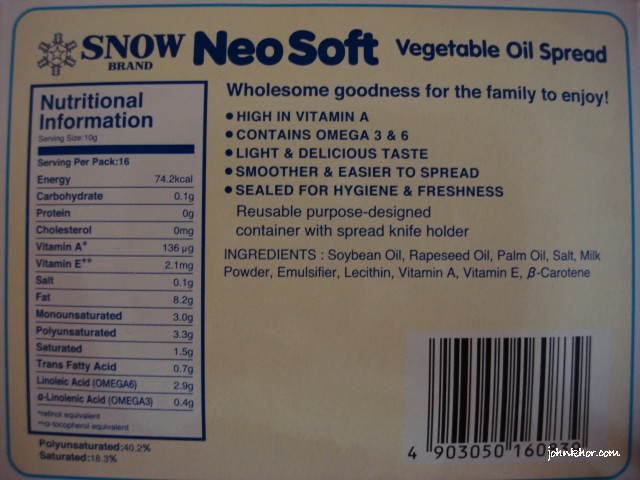 SNOW
BRAND
Neo Soft Vegetable Oil Spread
Nutritional
Information
Serving Size:10g
Serving Per Pack:16
Energy 74.2kcal
Carbohydrate 0.1g
Protein 0g
Cholesterol 0mg
Vitamin A* 136 µg
Vitamin E** 2.1mg
Salt 0.1g
Fat 8.2g
Monounsaturated 3.0g
Polyunsaturated 3.3g
Saturated 1.5g
Trans Fatty Acid 0.7g
Linoleic Acid (OMEGA6) 2.9g
α-Linolenic Acid (OMEGA3) 0.4g
*retinol equivalent
**α-tocopherol equivalent
Polyunsaturated:40.2%
Saturated:18.3%
Wholesome goodness for the family to enjoy!
● HIGH IN VITAMIN A
● CONTAINS OMEGA 3 & 6
● LIGHT & DELICIOUS TASTE
● SMOOTHER & EASIER TO SPREAD
● SEALED FOR HYGIENE & FRESHNESS
Reusable purpose-designed
container with spread knife holder
INGREDIENTS : Soybean Oil, Rapeseed Oil, Palm Oil, Salt, Milk
Powder, Emulsifier, Lecithin, Vitamin A, Vitamin E, β-Carotene
4 903050
johnkhor.com